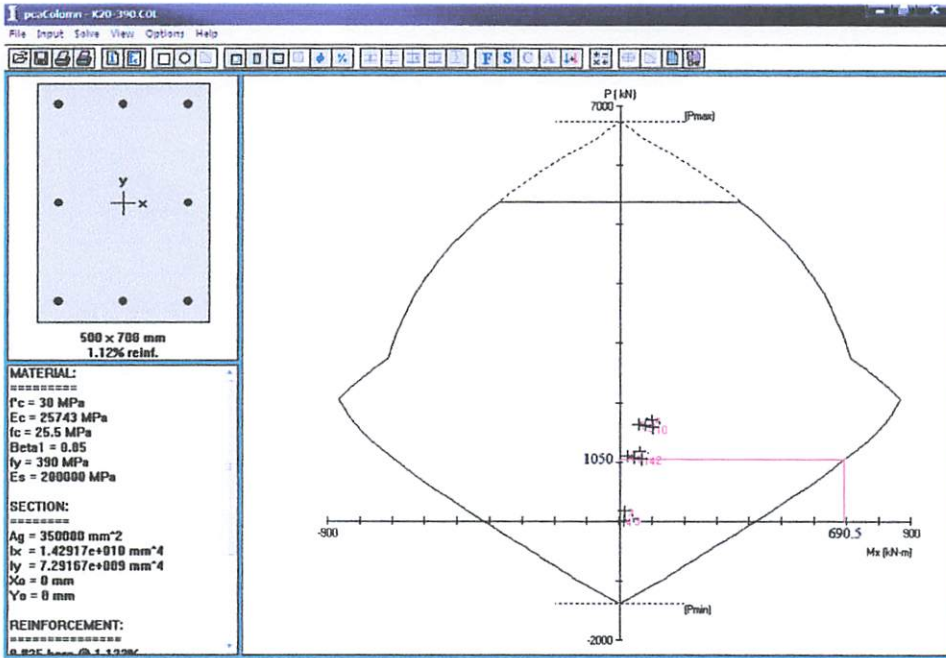 pcaColumn - K20-390.COL
File Input Solve View Options Help
F S C A
y
x
500 x 700 mm
1.12% reinf.
MATERIAL:
=========
f'c = 30 MPa
Ec = 25743 MPa
fc = 25.5 MPa
Beta1 = 0.85
fy = 390 MPa
Es = 200000 MPa
SECTION:
========
Ag = 350000 mm^2
Ix = 1.42917e+010 mm^4
Iy = 7.29167e+009 mm^4
Xo = 0 mm
Yo = 0 mm
REINFORCEMENT:
===============
P (kN)
7000
(Pmax)
10
1050
142
-900
690.5
900
Mx [kN-m]
(Pmin)
-2000